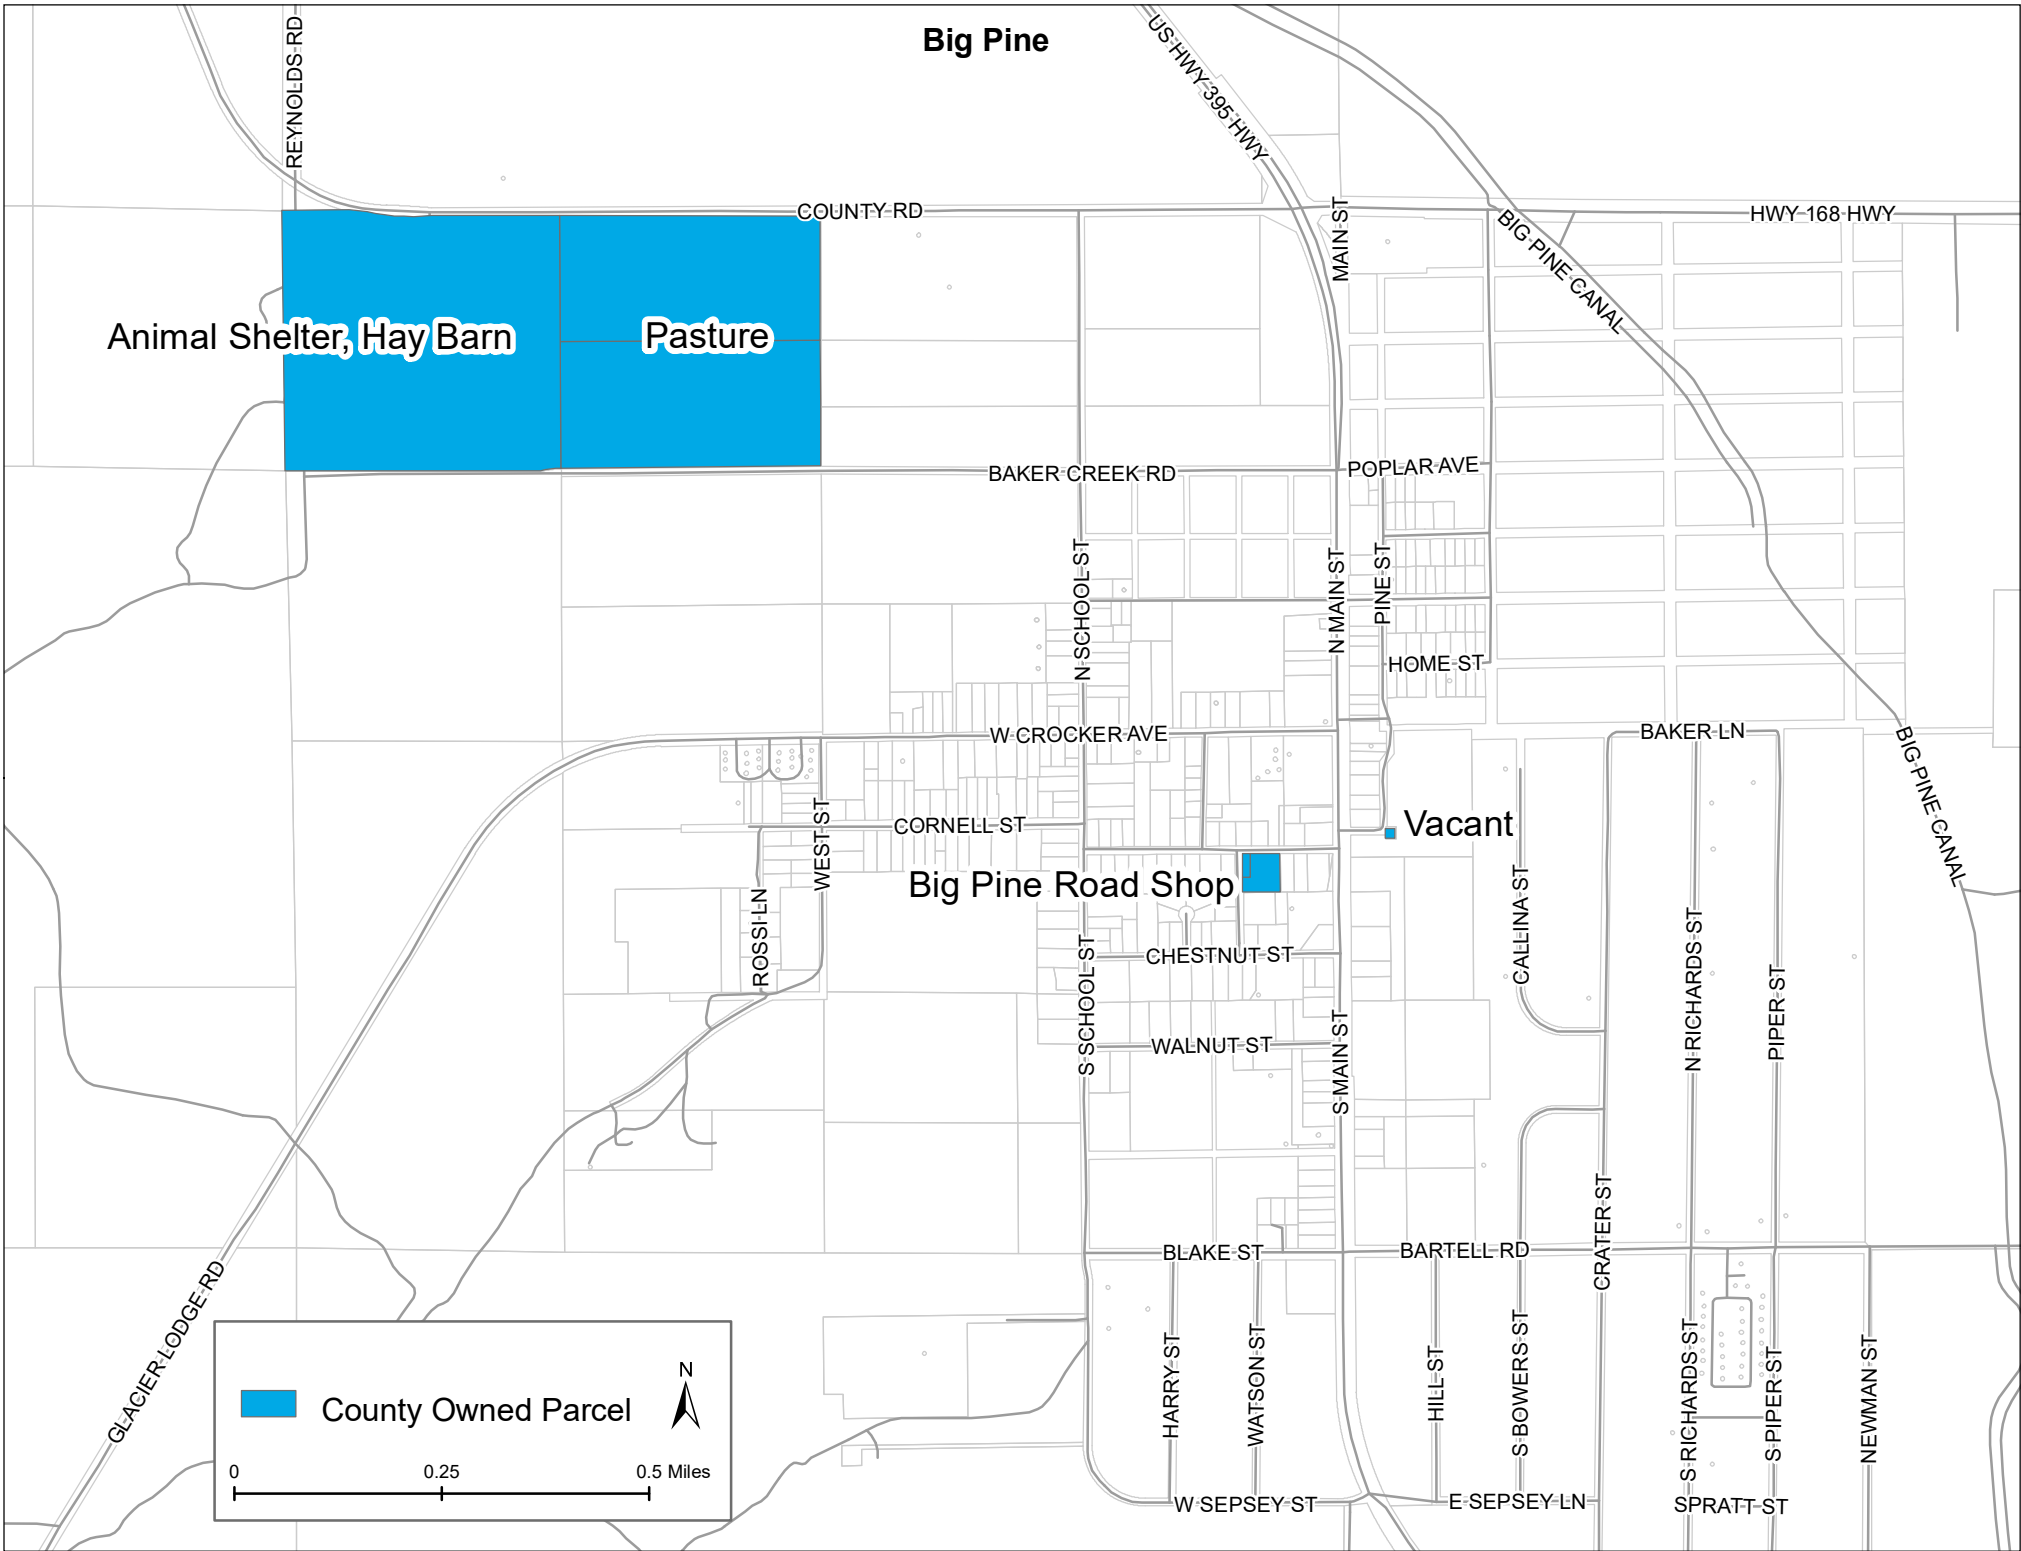 Big Pine
REYNOLDS RD
US HWY 395 HWY
COUNTY RD
MAIN ST
HWY 168 HWY
BIG PINE CANAL
Animal Shelter, Hay Barn
Pasture
BAKER CREEK RD
POPLAR AVE
N SCHOOL ST
N MAIN ST
PINE ST
HOME ST
W CROCKER AVE
BAKER LN
BIG PINE CANAL
CORNELL ST
WEST ST
Vacant
Big Pine Road Shop
ROSSI LN
CALLINA ST
N RICHARDS ST
PIPER ST
CHESTNUT ST
S SCHOOL ST
WALNUT ST
S MAIN ST
CRATER ST
BLAKE ST
BARTELL RD
GLACIER LODGE RD
HARRY ST
WATSON ST
HILL ST
S BOWERS ST
S RICHARDS ST
S PIPER ST
NEWMAN ST
W SEPSEY ST
E SEPSEY LN
SPRATT ST
N
County Owned Parcel
0 0.25 0.5 Miles